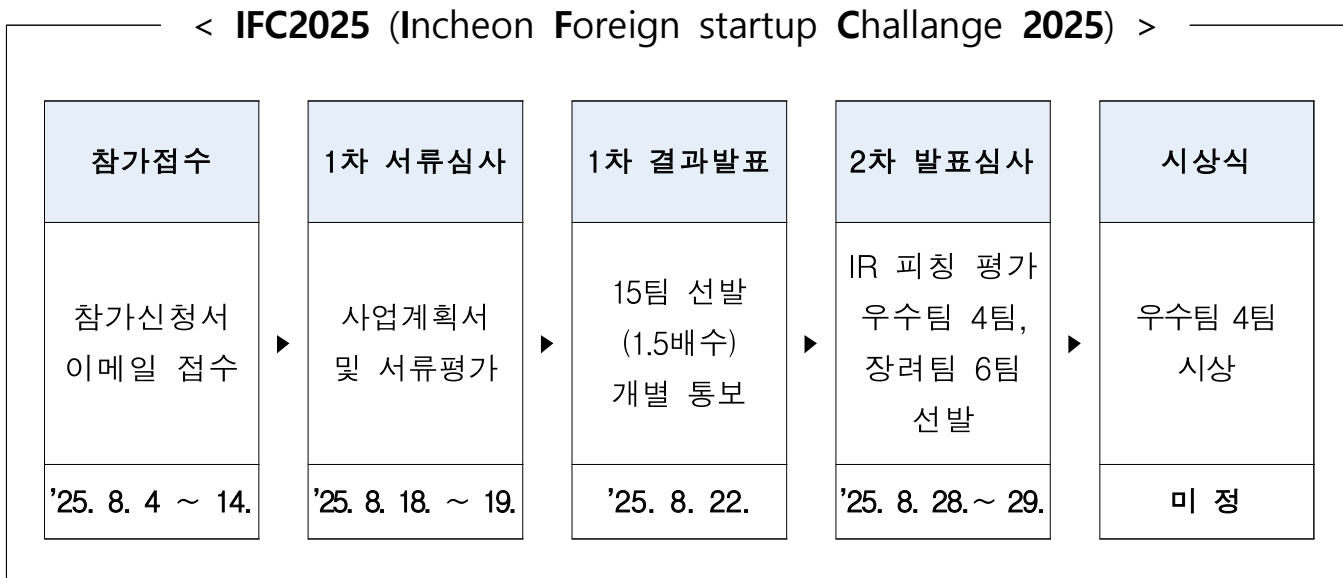 < IFC2025 (Incheon Foreign startup Challange 2025) >
참가접수
참가신청서
이메일 접수
’25. 8. 4 ~ 14.
▶
1차 서류심사
사업계획서
및 서류평가
’25. 8. 18. ~ 19.
▶
1차 결과발표
15팀 선발
(1.5배수)
개별 통보
’25. 8. 22.
▶
2차 발표심사
IR 피칭 평가
우수팀 4팀,
장려팀 6팀
선발
’25. 8. 28.~ 29.
▶
시상식
우수팀 4팀
시상
미 정